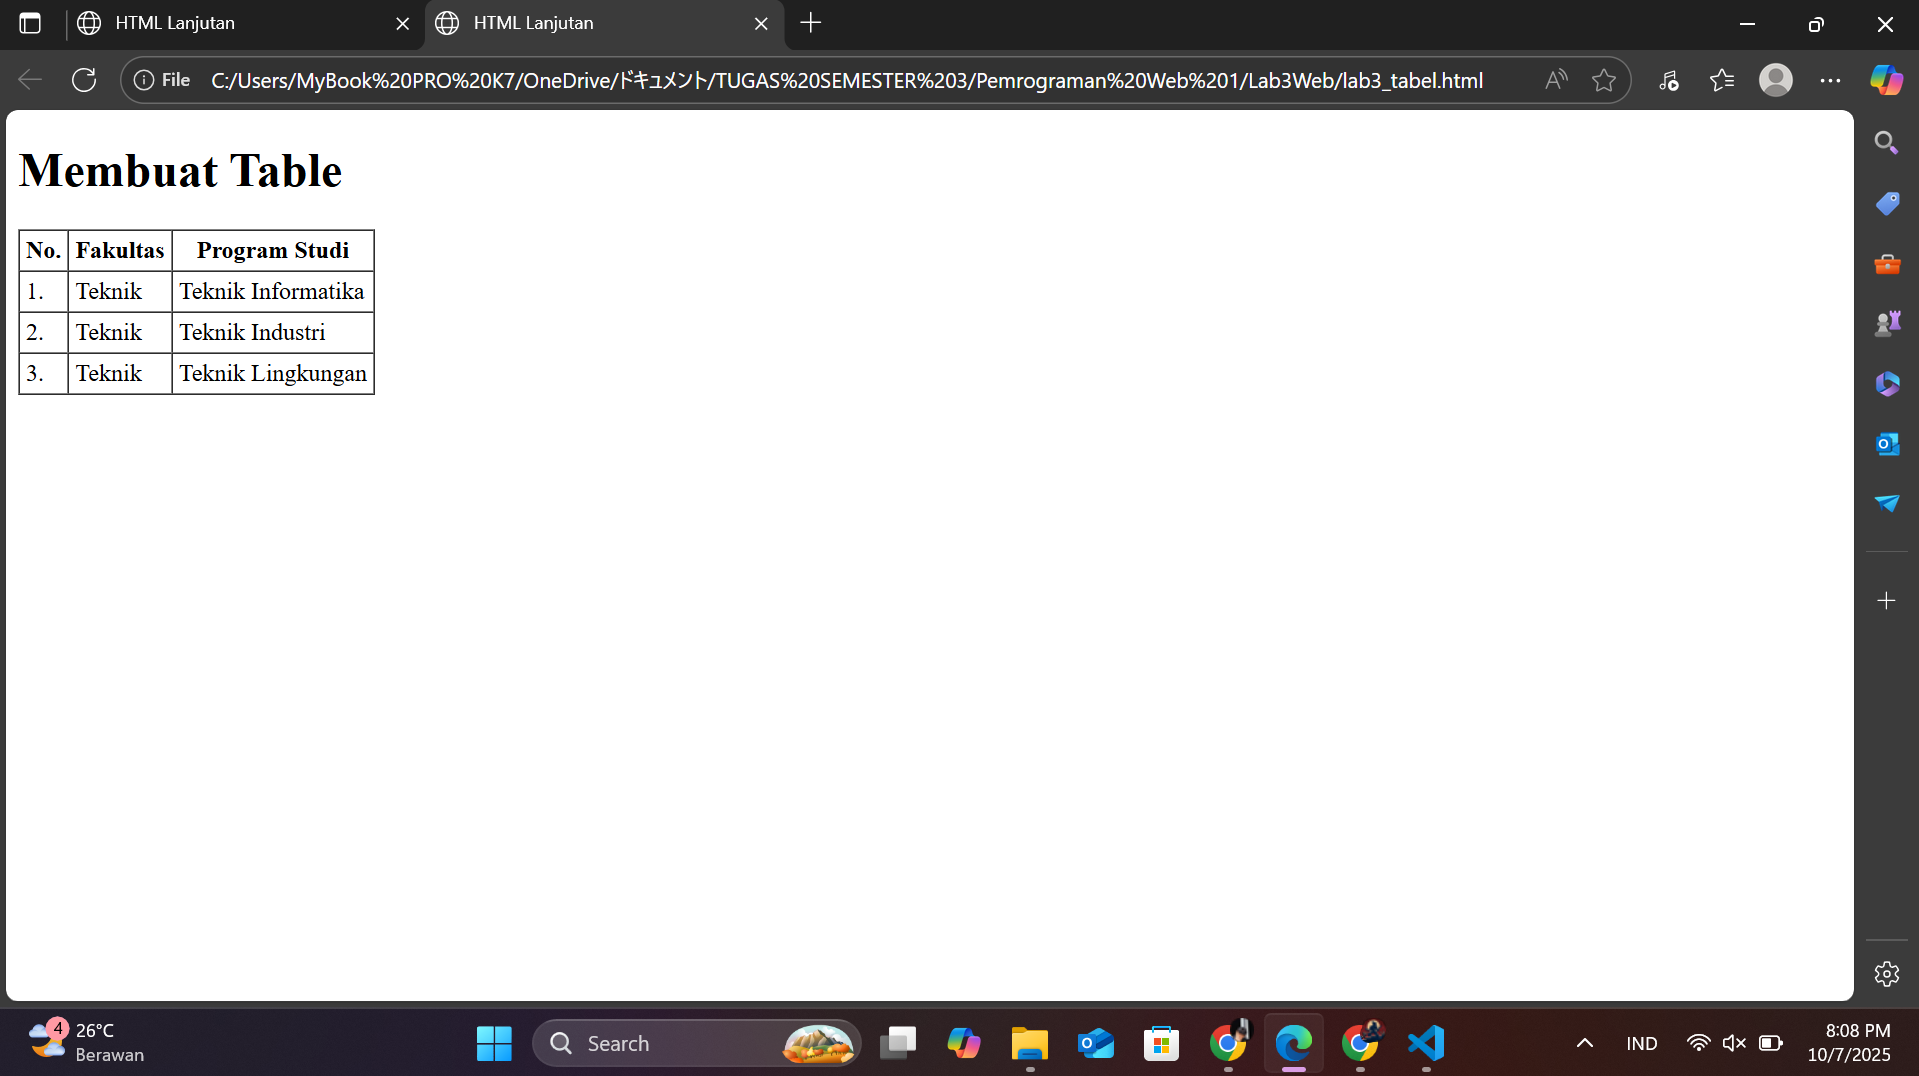 HTML Lanjutan
HTML Lanjutan
File C:/Users/MyBook%20PRO%20K7/OneDrive/ドキュメント/TUGAS%20SEMESTER%203/Pemrograman%20Web%201/Lab3Web/lab3_tabel.html
Membuat Table
No. Fakultas Program Studi
1. Teknik Teknik Informatika
2. Teknik Teknik Industri
3. Teknik Teknik Lingkungan
4 26°C
Berawan
Search
IND
8:08 PM
10/7/2025